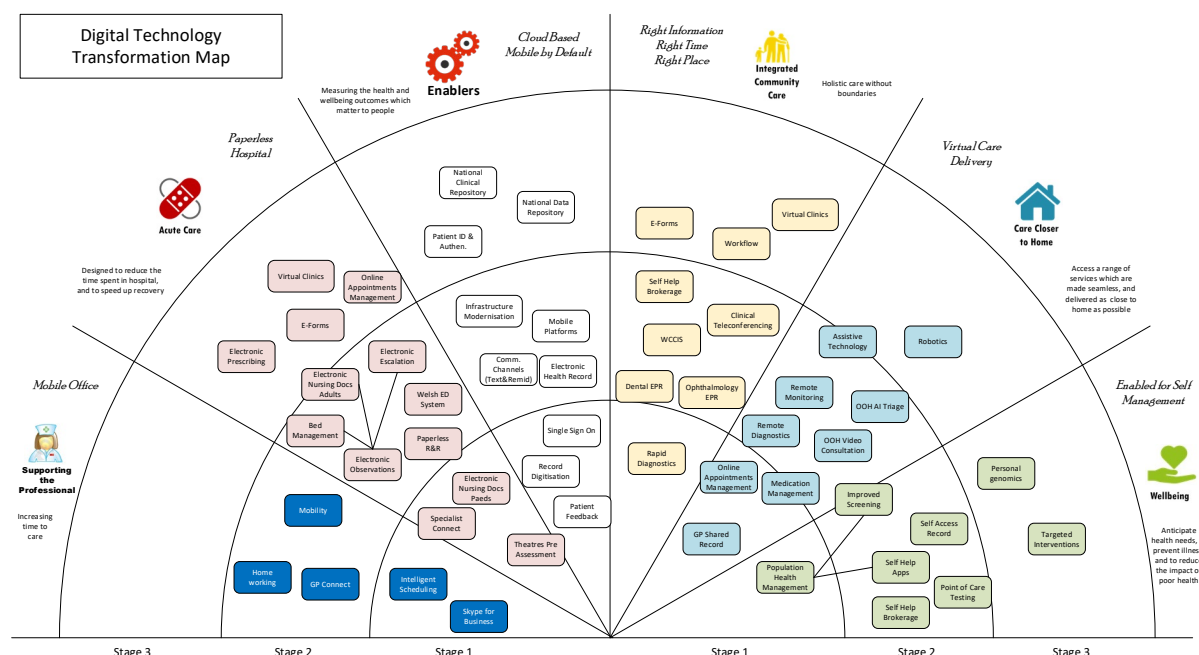 Digital Technology
Transformation Map
Cloud Based
Mobile by Default
Right Information
Right Time
Right Place
Enablers
Integrated
Community
Care
Measuring the health and
wellbeing outcomes which
matter to people
Holistic care without
boundaries
Paperless
Hospital
Virtual Care
Delivery
Acute Care
Care Closer
to Home
Designed to reduce the
time spent in hospital,
and to speed up recovery
Access a range of
services which are
made seamless, and
delivered as close to
home as possible
Mobile Office
Enabled for Self
Management
Supporting
the
Professional
Increasing
time to
care
Wellbeing
Anticipate
health needs,
prevent illnes
and to reduce
the impact o
poor health
National
Clinical
Repository
National Data
Repository
Patient ID &
Authen.
Infrastructure
Modernisation
Mobile
Platforms
Comm.
Channels
(Text&Remid)
Electronic
Health Record
Single Sign On
Record
Digitisation
Patient
Feedback
Virtual Clinics
Online
Appointments
Management
E-Forms
Electronic
Prescribing
Electronic
Escalation
Electronic
Nursing Docs
Adults
Welsh ED
System
Bed
Management
Paperless
R&R
Electronic
Observations
Electronic
Nursing Docs
Paeds
Specialist
Connect
Theatres Pre
Assessment
Mobility
Home
working
GP Connect
Intelligent
Scheduling
Skype for
Business
E-Forms
Virtual Clinics
Workflow
Self Help
Brokerage
Clinical
Teleconferencing
WCCIS
Dental EPR
Ophthalmology
EPR
Rapid
Diagnostics
Assistive
Technology
Robotics
Remote
Monitoring
OOH AI Triage
Remote
Diagnostics
OOH Video
Consultation
Online
Appointments
Management
Medication
Management
GP Shared
Record
Personal
genomics
Improved
Screening
Self Access
Record
Targeted
Interventions
Population
Health
Management
Self Help
Apps
Point of Care
Testing
Self Help
Brokerage
Stage 3
Stage 2
Stage 1
Stage 1
Stage 2
Stage 3